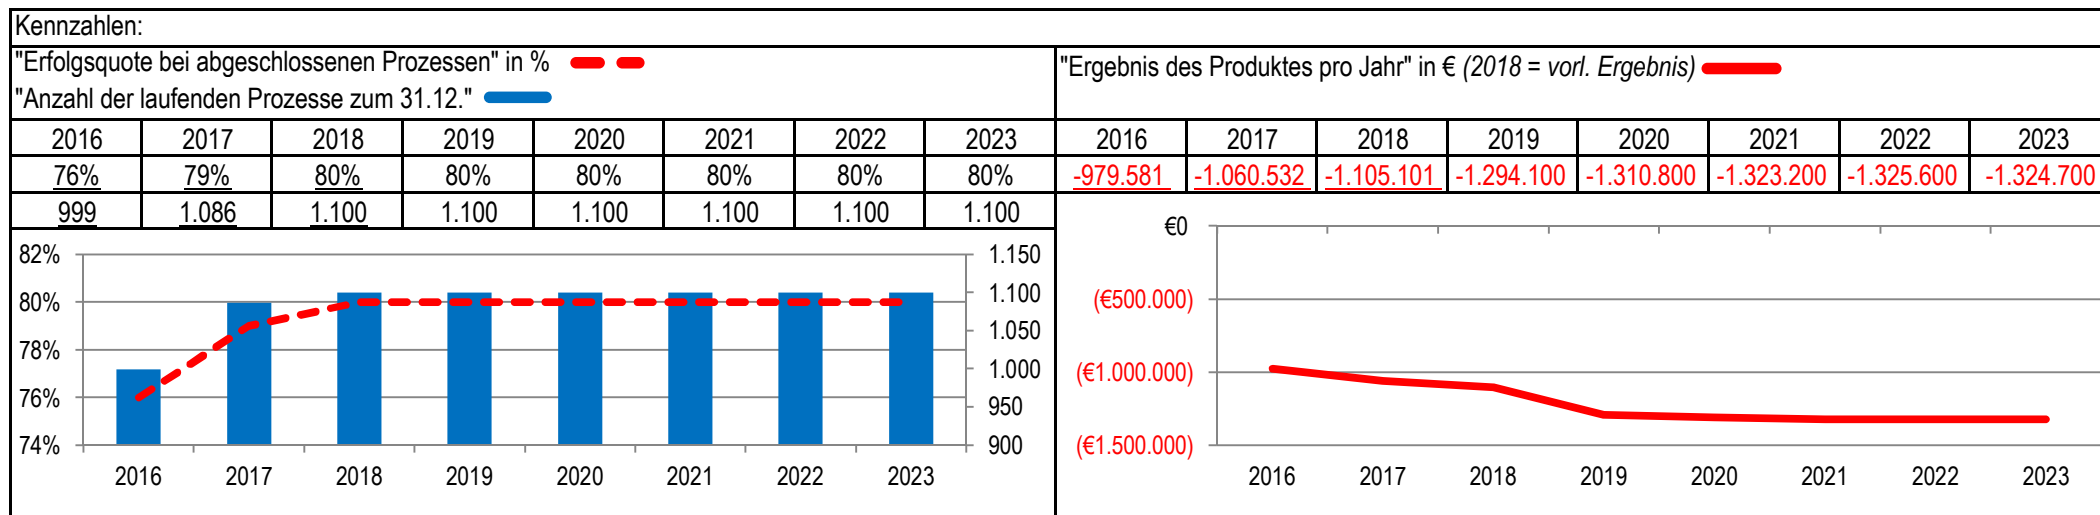 Kennzahlen:
"Erfolgsquote bei abgeschlossenen Prozessen" in %
"Anzahl der laufenden Prozesse zum 31.12."
2016 2017 2018 2019 2020 2021 2022 2023
76% 79% 80% 80% 80% 80% 80% 80%
999 1.086 1.100 1.100 1.100 1.100 1.100 1.100
82% 1.150
80% 1.100
1.050
78%
1.000
76%
950
74% 900
2016 2017 2018 2019 2020 2021 2022 2023
"Ergebnis des Produktes pro Jahr" in € (2018 = vorl. Ergebnis)
2016 2017 2018 2019 2020 2021 2022 2023
-979.581 -1.060.532 -1.105.101 -1.294.100 -1.310.800 -1.323.200 -1.325.600 -1.324.700
€0
(€500.000)
(€1.000.000)
(€1.500.000)
2016 2017 2018 2019 2020 2021 2022 2023